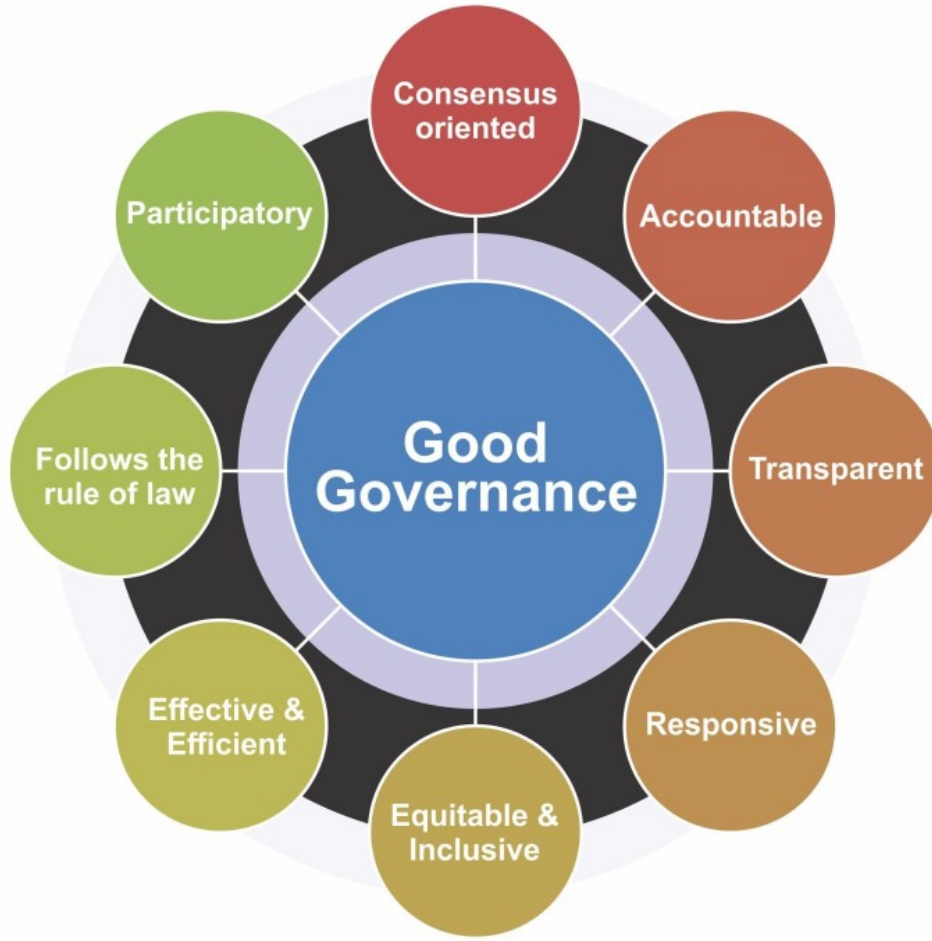 Consensus
oriented
Accountable
Transparent
Responsive
Equitable &
Inclusive
Effective &
Efficient
Follows the
rule of law
Participatory
Good
Governance